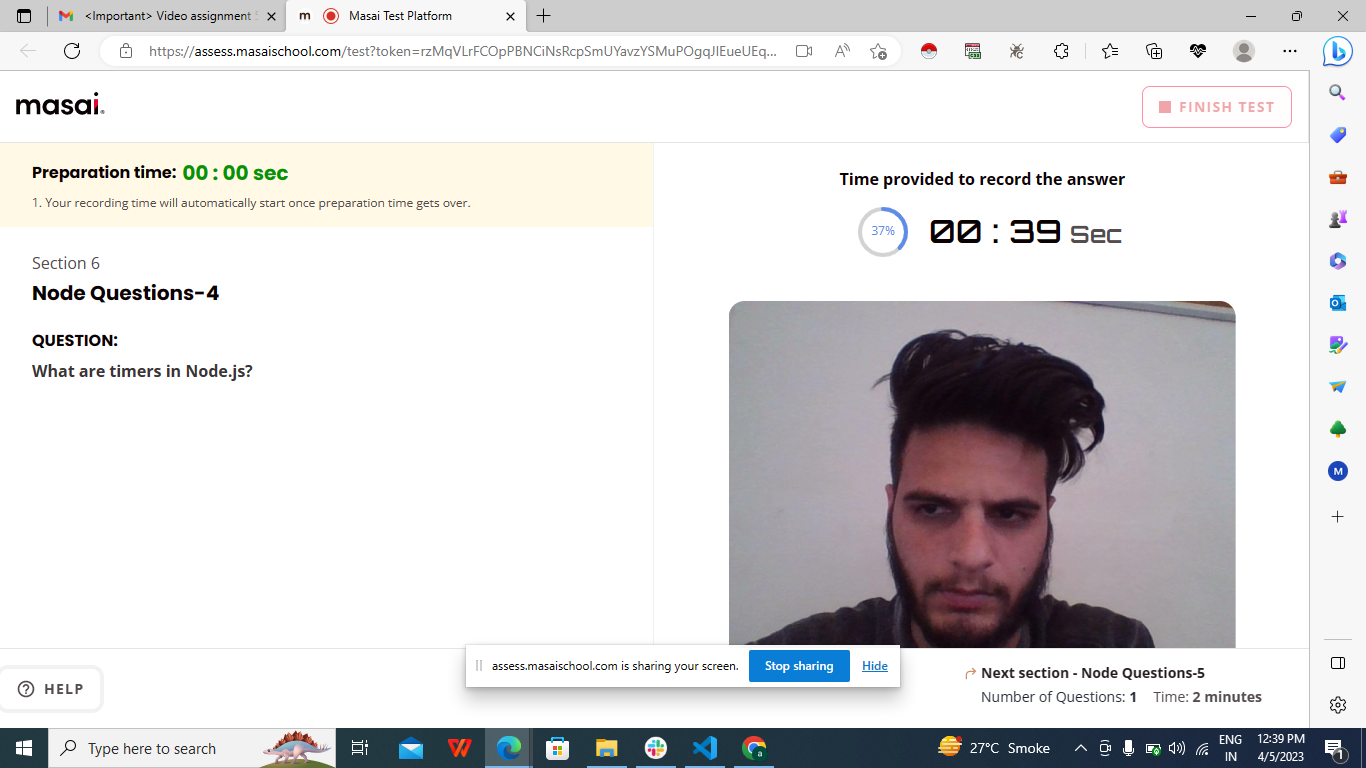 <Important> Video assignment
Masai Test Platform
https://assess.masaischool.com/test?token=rzMqVLrFCOpPBNCiNsRcpSmUYavzYSMuPOgqJIEueUEq...
masai.
FINISH TEST
Preparation time: 00 : 00 sec
1. Your recording time will automatically start once preparation time gets over.
Time provided to record the answer
37%
00 : 39 Sec
Section 6
Node Questions-4
QUESTION:
What are timers in Node.js?
M
assess.masaischool.com is sharing your screen.
Stop sharing
Hide
HELP
Next section - Node Questions-5
Number of Questions: 1 Time: 2 minutes
Type here to search
27°C Smoke
ENG
IN
12:39 PM
4/5/2023
1